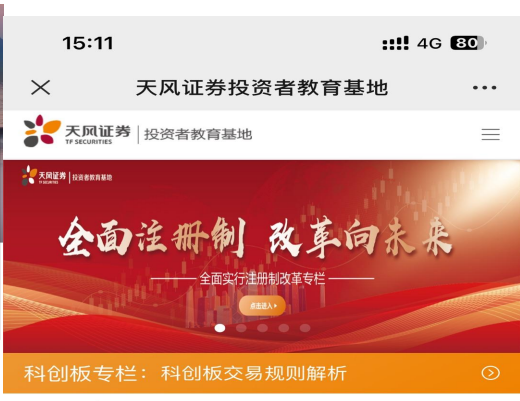 15:11
4G 80
天风证券投资者教育基地
天风证券 投资者教育基地
TF SECURITIES
天风证券 投资者教育基地
TF SECURITIES
全面注册制 改革向未来
全面实行注册制改革专栏
点击进入
科创板专栏：科创板交易规则解析